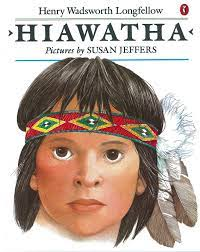 Henry Wadsworth Longfellow
HIAWATHA
Pictures by SUSAN JEFFERS